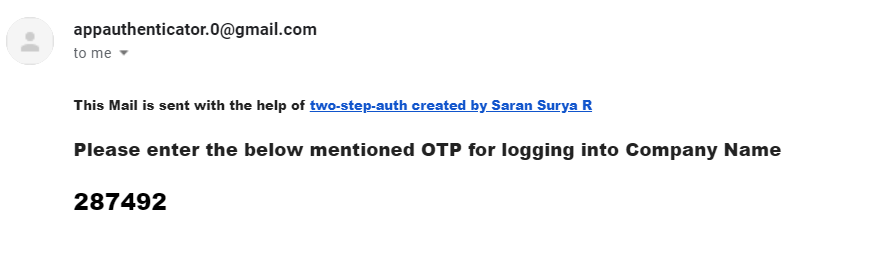 appauthenticator.0@gmail.com
to me
This Mail is sent with the help of two-step-auth created by Saran Surya R
Please enter the below mentioned OTP for logging into Company Name
287492